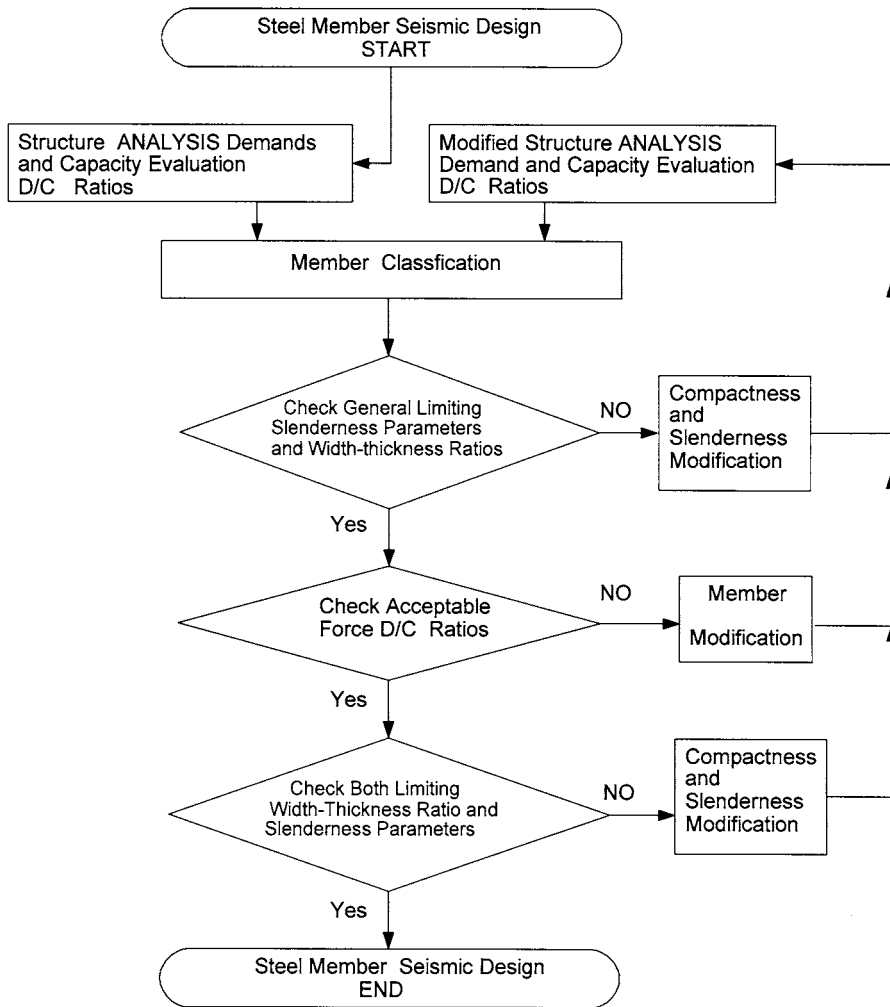 Steel Member Seismic Design
START
Structure ANALYSIS Demands
and Capacity Evaluation
D/C Ratios
Modified Structure ANALYSIS
Demand and Capacity Evaluation
D/C Ratios
Member Classfication
Check General Limiting
Slenderness Parameters
and Width-thickness Ratios
NO
Compactness
and
Slenderness
Modification
Yes
Check Acceptable
Force D/C Ratios
NO
Member
Modification
Yes
Check Both Limiting
Width-Thickness Ratio and
Slenderness Parameters
NO
Compactness
and
Slenderness
Modification
Yes
Steel Member Seismic Design
END